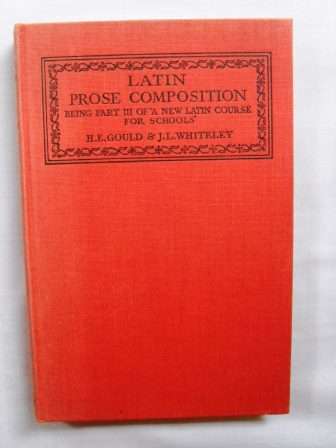 LATIN
PROSE COMPOSITION
BEING PART III OF "A NEW LATIN COURSE
FOR SCHOOLS"
H.E.GOULD & J.L.WHITELEY